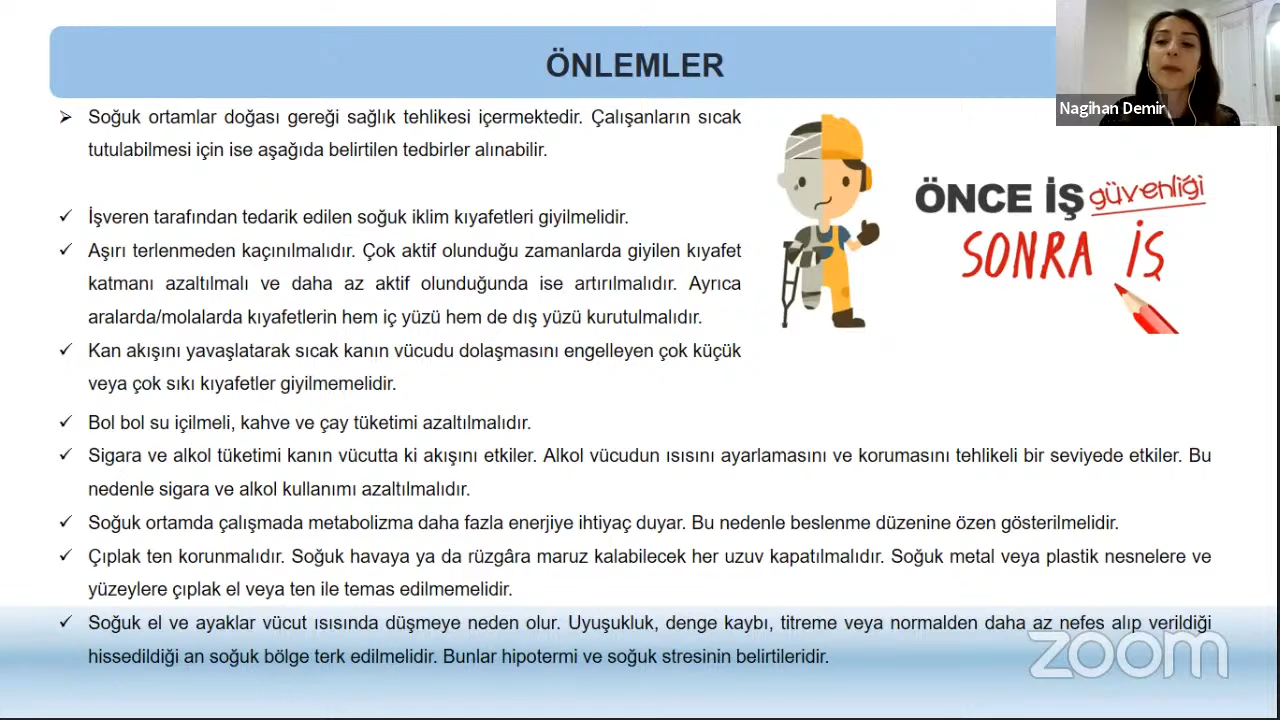 ÖNLEMLER
Nagihan Demir
Soğuk ortamlar doğası gereği sağlık tehlikesi içermektedir. Çalışanların sıcak
tutulabilmesi için ise aşağıda belirtilen tedbirler alınabilir.
ÖNCE İŞ güvenliği
SONRA İŞ
İşveren tarafından tedarik edilen soğuk iklim kıyafetleri giyilmelidir.
Aşırı terlenmeden kaçınılmalıdır. Çok aktif olunduğu zamanlarda giyilen kıyafet
katmanı azaltılmalı ve daha az aktif olunduğunda ise artırılmalıdır. Ayrıca
aralarda/molalarda kıyafetlerin hem iç yüzü hem de dış yüzü kurutulmalıdır.
Kan akışını yavaşlatarak sıcak kanın vücudu dolaşmasını engelleyen çok küçük
veya çok sıkı kıyafetler giyilmemelidir.
Bol bol su içilmeli, kahve ve çay tüketimi azaltılmalıdır.
Sigara ve alkol tüketimi kanın vücutta ki akışını etkiler. Alkol vücudun ısısını ayarlamasını ve korumasını tehlikeli bir seviyede etkiler. Bu
nedenle sigara ve alkol kullanımı azaltılmalıdır.
Soğuk ortamda çalışmada metabolizma daha fazla enerjiye ihtiyaç duyar. Bu nedenle beslenme düzenine özen gösterilmelidir.
Çıplak ten korunmalıdır. Soğuk havaya ya da rüzgâra maruz kalabilecek her uzuv kapatılmalıdır. Soğuk metal veya plastik nesnelere ve
yüzeylere çıplak el veya ten ile temas edilmemelidir.
Soğuk el ve ayaklar vücut ısısında düşmeye neden olur. Uyuşukluk, denge kaybı, titreme veya normalden daha az nefes alıp verildiği
hissedildiği an soğuk bölge terk edilmelidir. Bunlar hipotermi ve soğuk stresinin belirtileridir.
zoom